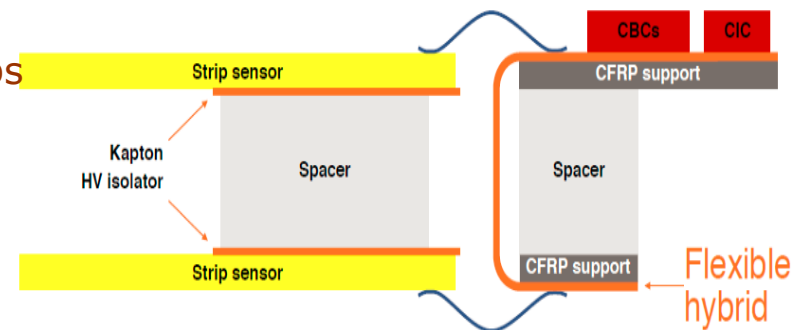 CBCs CIC
Strip sensor
CFRP support
Kapton
HV isolator
Spacer
Spacer
CFRP support
Strip sensor
Flexible
hybrid